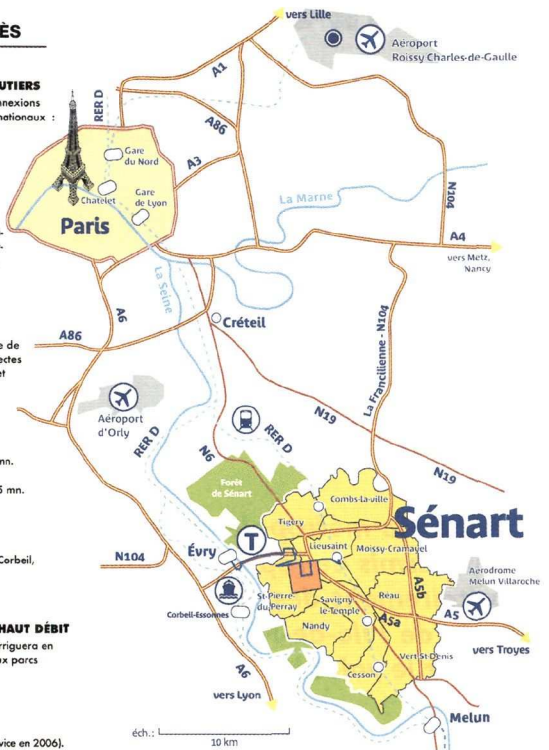 ÈS
UTIERS
nnexions
nationaux :
e de
ectes
et
mn.
5 mn.
Corbeil,
HAUT DÉBIT
rriguera en
ux parcs
vice en 2006).
vers Lille
Aéroport
Roissy Charles-de-Gaulle
A1
RER D
A86
Gare
du Nord
A3
Chatelet
Gare
de Lyon
Paris
La Marne
N104
A4
vers Metz,
Nancy
La Seine
A6
Créteil
A86
La Francilienne - N104
Aéroport
d'Orly
RER D
N6
RER D
N19
N19
Forêt
de Sénart
Combs-la-ville
Tigery
Sénart
T
Évry
Lieusaint
Moissy-Cramayel
N104
Aérodrome
Melun Villaroche
A5b
St-Pierre-
du-Perray
Savigny-
le-Temple
Réau
Corbeil-Essonnes
A5a
A5
Nandy
vers Troyes
Vert-St-Denis
Cesson
A6
vers Lyon
Melun
éch.:
10 km